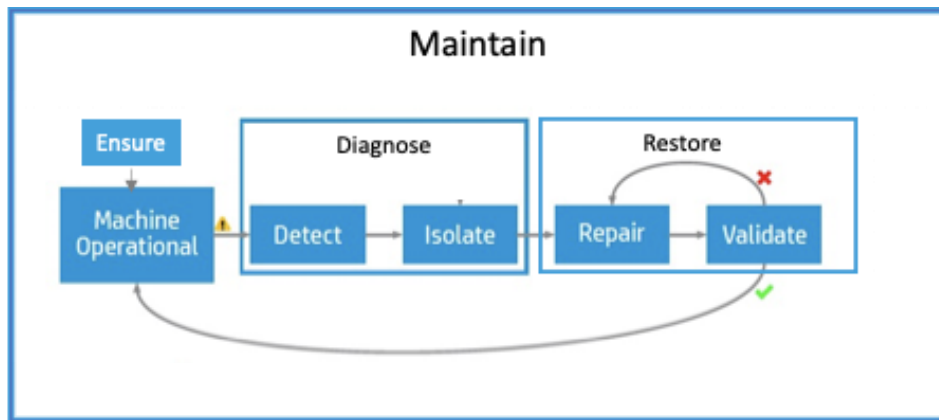 Maintain
Ensure
Diagnose
Restore
Machine
Operational
Detect
Isolate
Repair
Validate